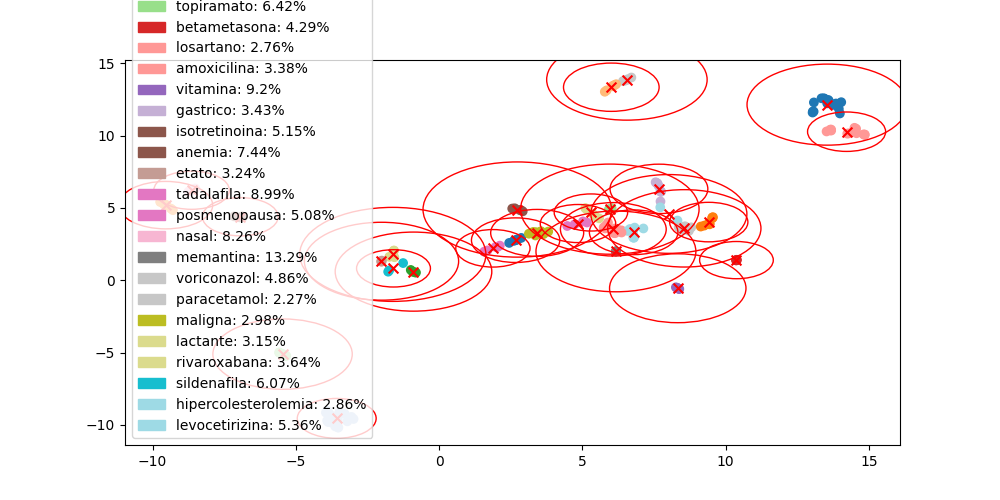 topiramato: 6.42%
betametasona: 4.29%
losartano: 2.76%
amoxicilina: 3.38%
vitamina: 9.2%
gastrico: 3.43%
isotretinoina: 5.15%
anemia: 7.44%
etato: 3.24%
tadalafila: 8.99%
posmenopausa: 5.08%
nasal: 8.26%
memantina: 13.29%
voriconazol: 4.86%
paracetamol: 2.27%
maligna: 2.98%
lactante: 3.15%
rivaroxabana: 3.64%
sildenafila: 6.07%
hipercolesterolemia: 2.86%
levocetirizina: 5.36%
15
10
5
0
−5
−10
−10 −5 0 5 10 15